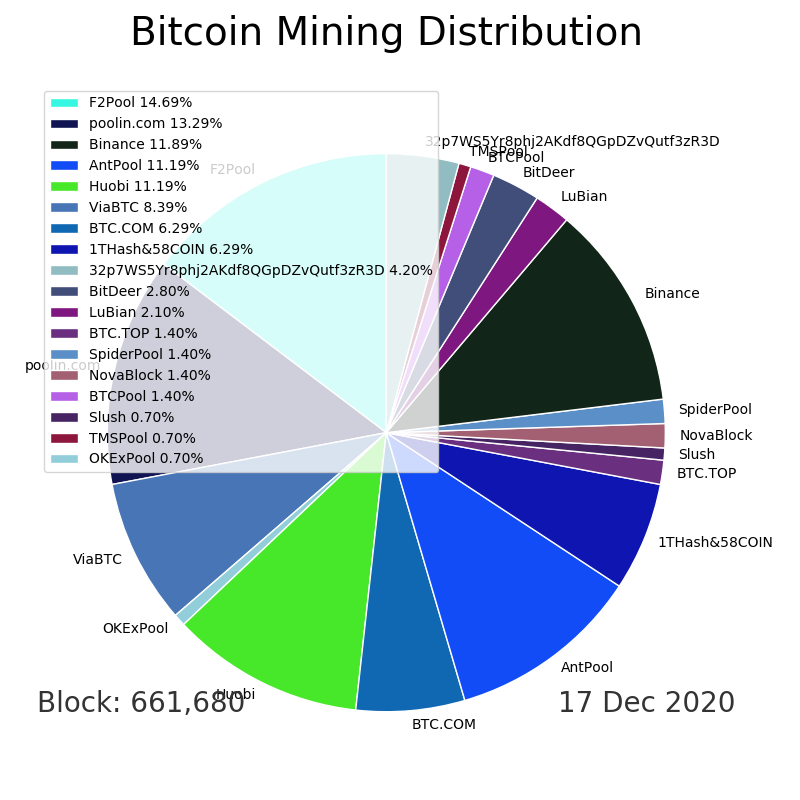 Bitcoin Mining Distribution
F2Pool 14.69%
poolin.com 13.29%
Binance 11.89%
AntPool 11.19%
Huobi 11.19%
ViaBTC 8.39%
BTC.COM 6.29%
1THash&58COIN 6.29%
32p7WS5Yr8phj2AKdf8QGpDZvQutf3zR3D 4.20%
BitDeer 2.80%
LuBian 2.10%
BTC.TOP 1.40%
SpiderPool 1.40%
NovaBlock 1.40%
BTCPool 1.40%
Slush 0.70%
TMSPool 0.70%
OKExPool 0.70%
32p7WS5Yr8phj2AKdf8QGpDZvQutf3zR3D
TMSPool
BTCPool
BitDeer
LuBian
Binance
SpiderPool
NovaBlock
Slush
BTC.TOP
1THash&58COIN
AntPool
BTC.COM
Huobi
OKExPool
ViaBTC
poolin.com
F2Pool
Block: 661,680
17 Dec 2020